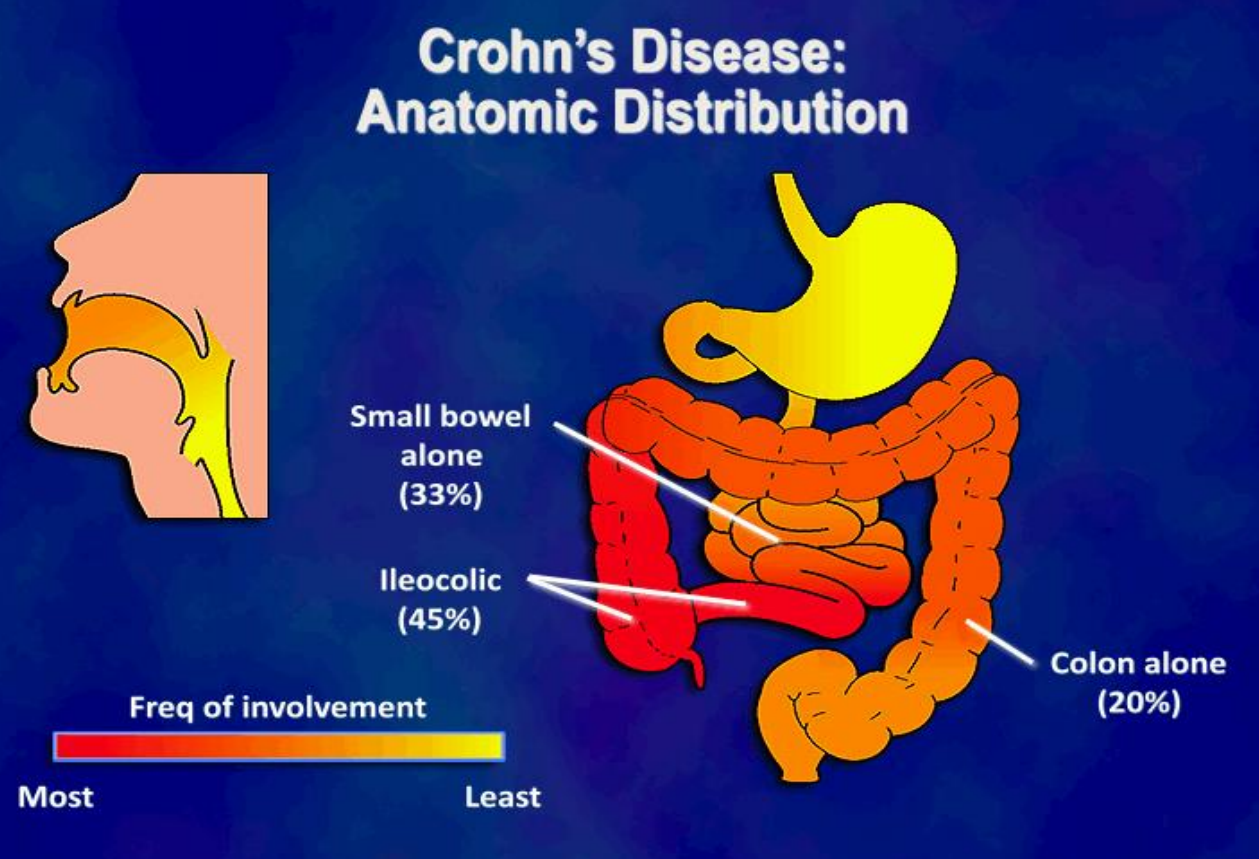 Crohn’s Disease:
Anatomic Distribution
Small bowel
alone
(33%)
Ileocolic
(45%)
Colon alone
(20%)
Freq of involvement
Most
Least